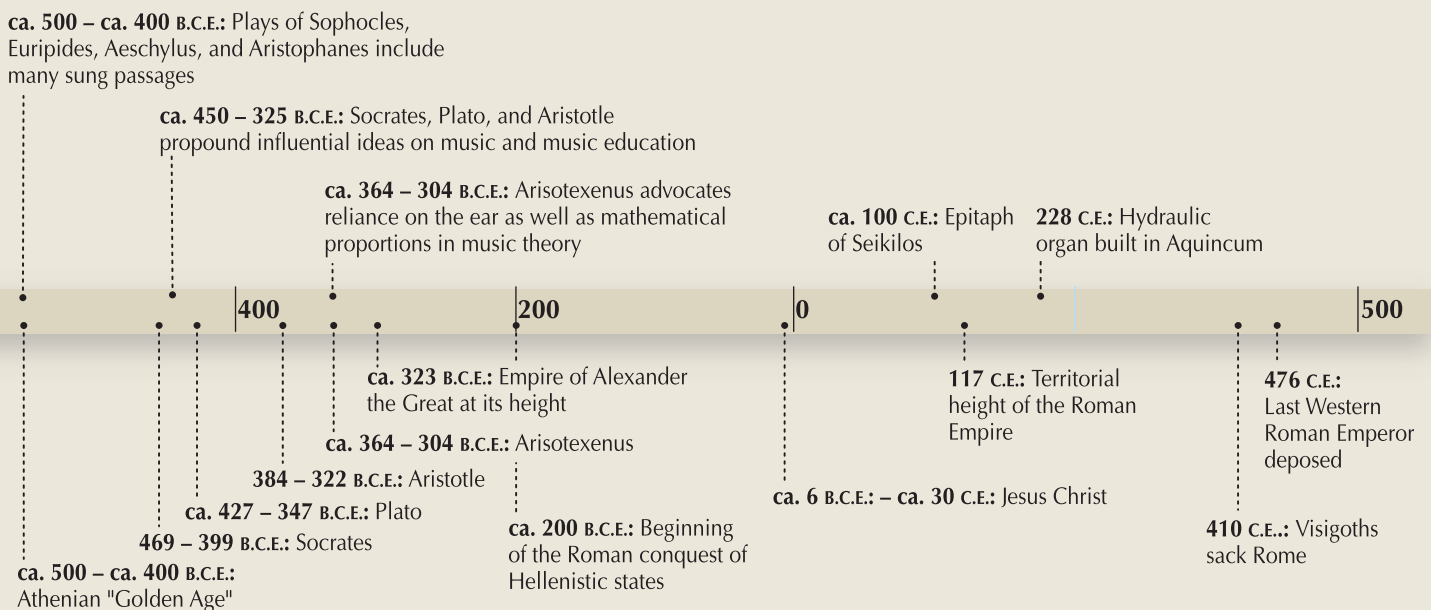 ca. 500 – ca. 400 B.C.E.: Plays of Sophocles,
Euripides, Aeschylus, and Aristophanes include
many sung passages
ca. 450 – 325 B.C.E.: Socrates, Plato, and Aristotle
propound influential ideas on music and music education
ca. 364 – 304 B.C.E.: Arisotexenus advocates
reliance on the ear as well as mathematical
proportions in music theory
ca. 100 C.E.: Epitaph
of Seikilos
228 C.E.: Hydraulic
organ built in Aquincum
400
200
0
500
ca. 323 B.C.E.: Empire of Alexander
the Great at its height
ca. 364 – 304 B.C.E.: Arisotexenus
384 – 322 B.C.E.: Aristotle
ca. 427 – 347 B.C.E.: Plato
469 – 399 B.C.E.: Socrates
ca. 500 – ca. 400 B.C.E.:
Athenian "Golden Age"
ca. 200 B.C.E.: Beginning
of the Roman conquest of
Hellenistic states
ca. 6 B.C.E.: – ca. 30 C.E.: Jesus Christ
117 C.E.: Territorial
height of the Roman
Empire
410 C.E..: Visigoths
sack Rome
476 C.E.:
Last Western
Roman Emperor
deposed